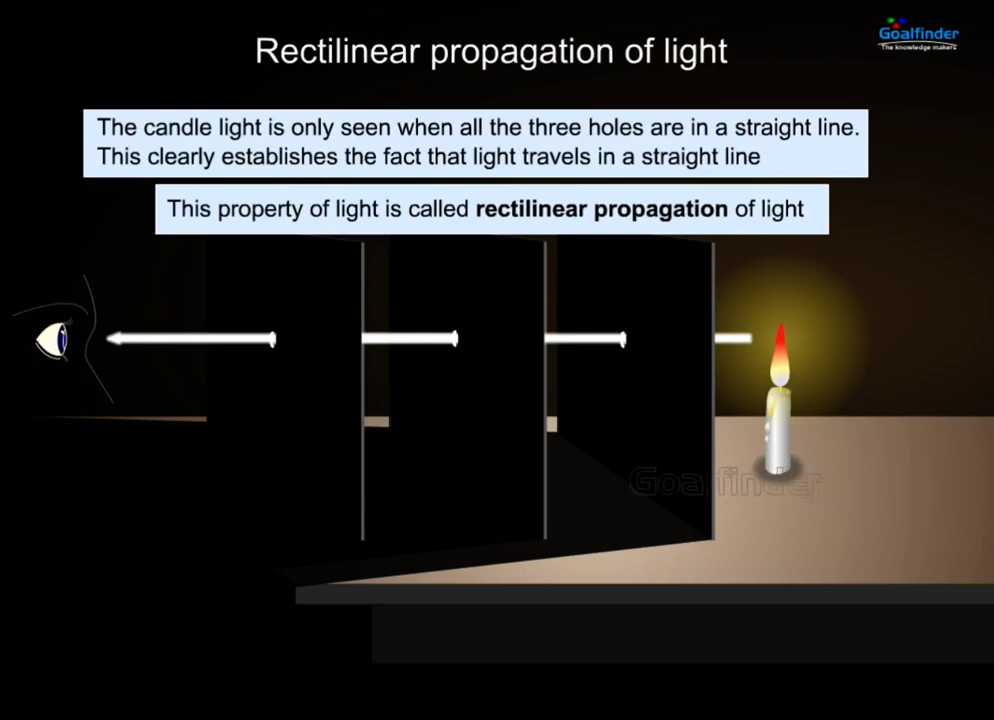 Goalfinder
The knowledge makers
Rectilinear propagation of light
The candle light is only seen when all the three holes are in a straight line.
This clearly establishes the fact that light travels in a straight line
This property of light is called rectilinear propagation of light
Goalfinder